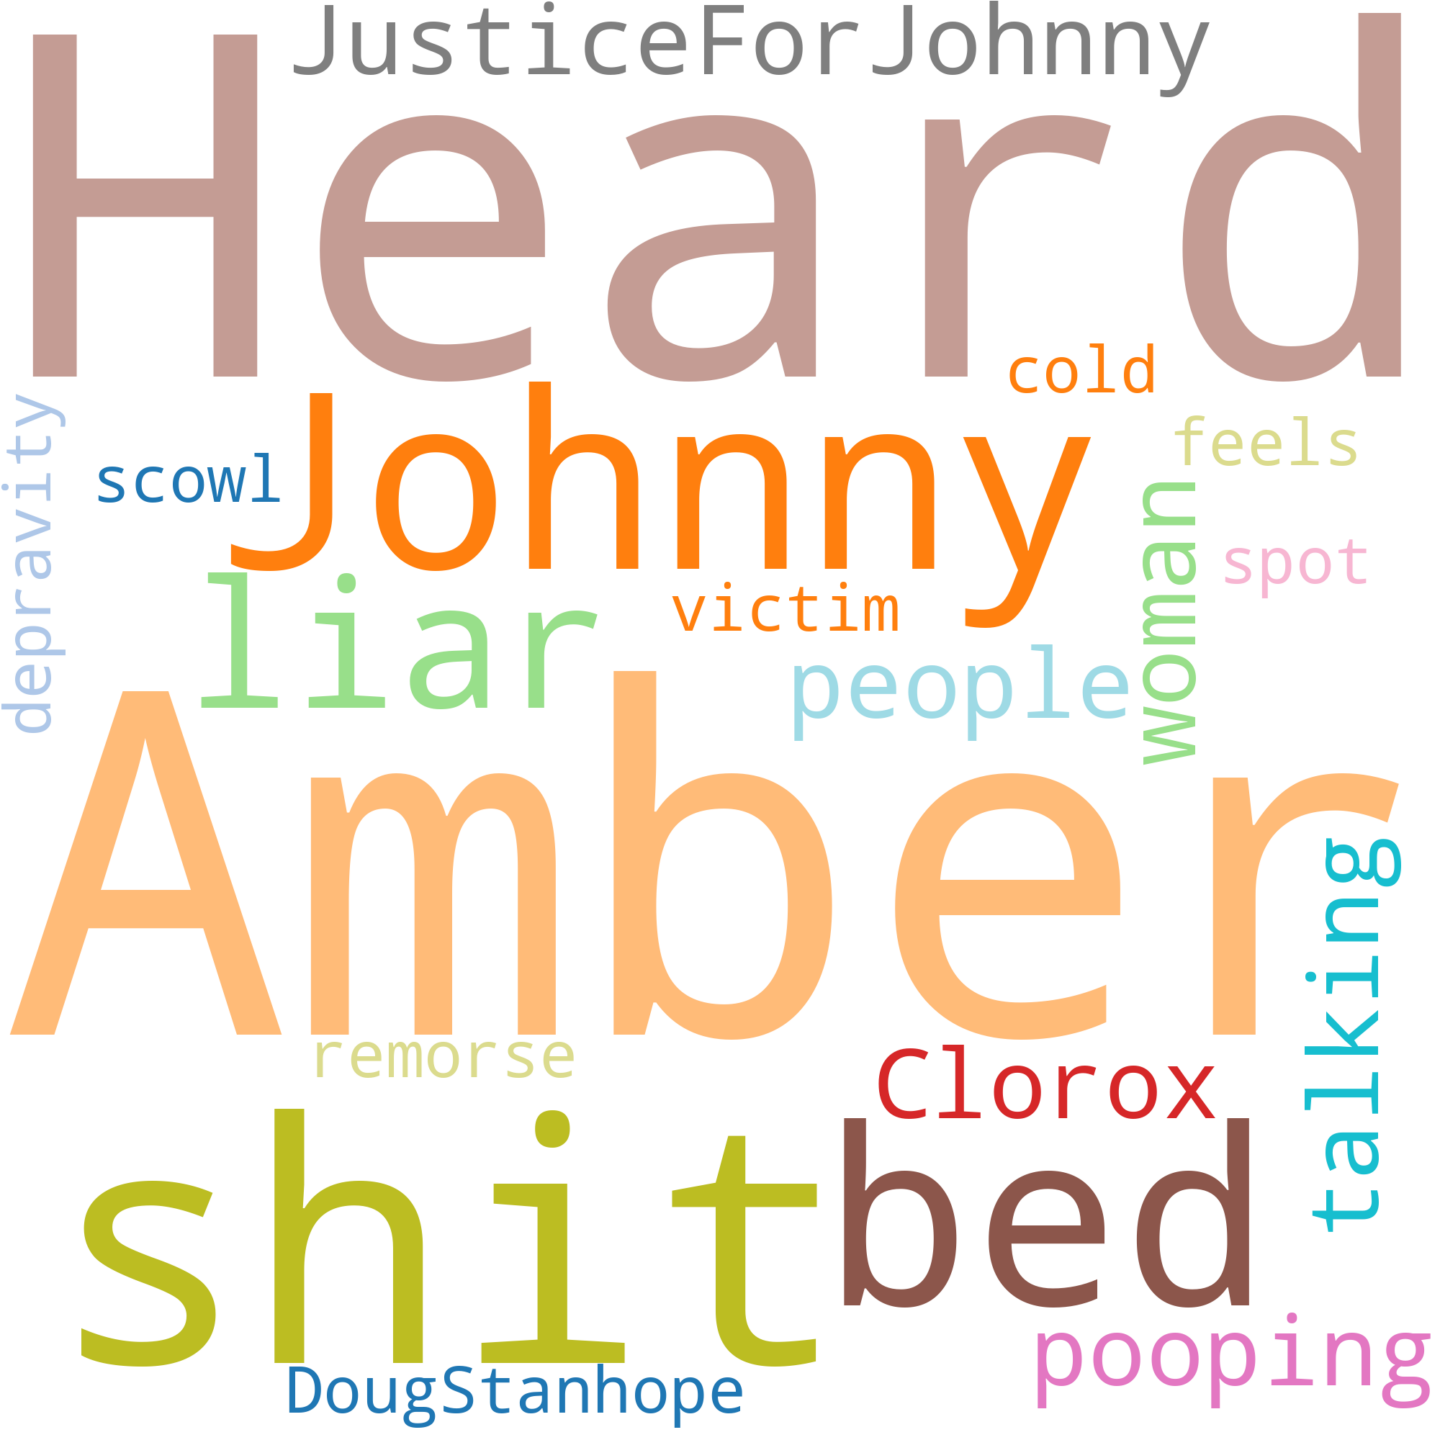 JusticeForJohnny
Heard
cold
Johnny
feels
scowl
depravity
woman
spot
liar
victim
people
Amber
talking
remorse
Clorox
shit
bed
pooping
DougStanhope